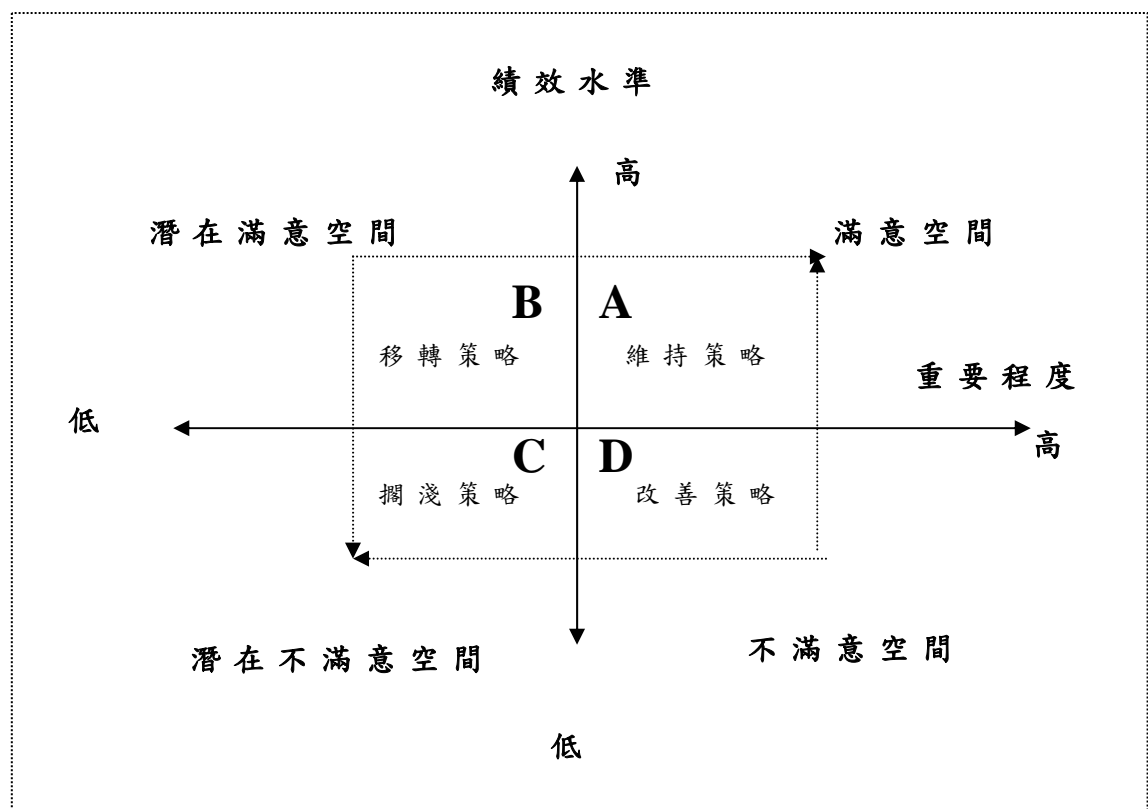 績效水準
高
潛在滿意空間 滿意空間
B A
移轉策略 維持策略
重要程度
低
高
C D
擱淺策略 改善策略
潛在不滿意空間 不滿意空間
低